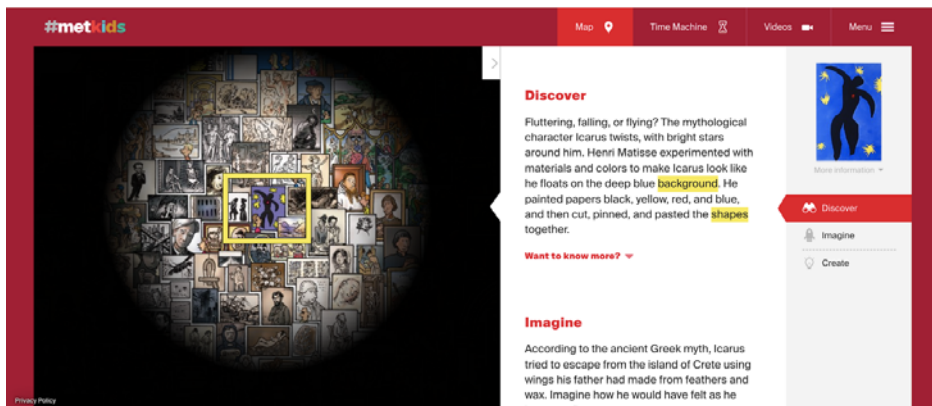 #metkids
Map
Time Machine
Videos
Menu
Discover
Fluttering, falling, or flying? The mythological
character Icarus twists, with bright stars
around him. Henri Matisse experimented with
materials and colors to make Icarus look like
he floats on the deep blue background. He
painted papers black, yellow, red, and blue,
and then cut, pinned, and pasted the shapes
together.
Want to know more?
Imagine
According to the ancient Greek myth, Icarus
tried to escape from the island of Crete using
wings his father had made from feathers and
wax. Imagine how he would have felt as he
More information
Discover
Imagine
Create
Privacy Policy